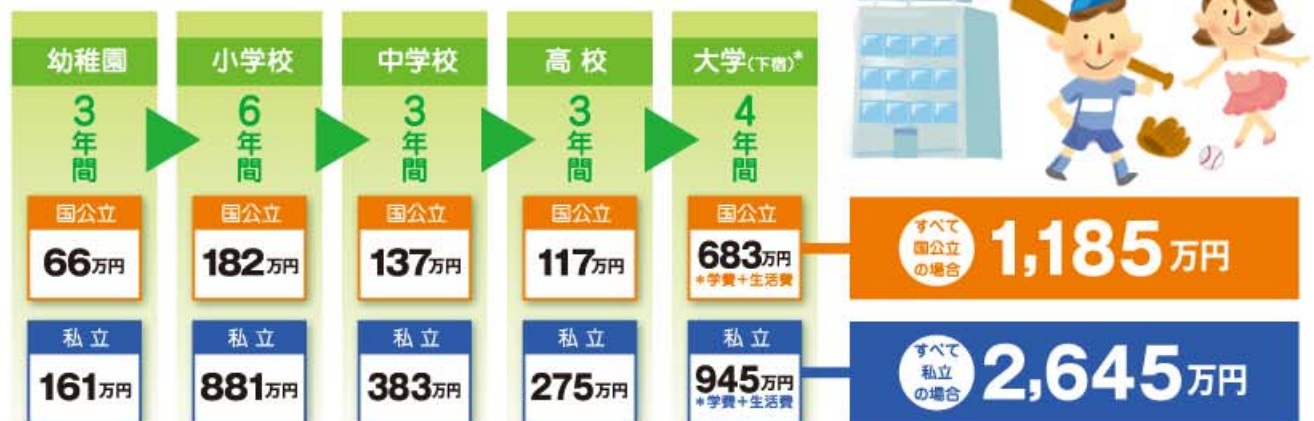 幼稚園
3年間
小学校
6年間
中学校
3年間
高校
3年間
大学(下宿)*
4年間
国公立
66万円
国公立
182万円
国公立
137万円
国公立
117万円
国公立
683万円
*学費+生活費
すべて
国公立
の場合
1,185万円
私立
161万円
私立
881万円
私立
383万円
私立
275万円
私立
945万円
*学費+生活費
すべて
私立
の場合
2,645万円